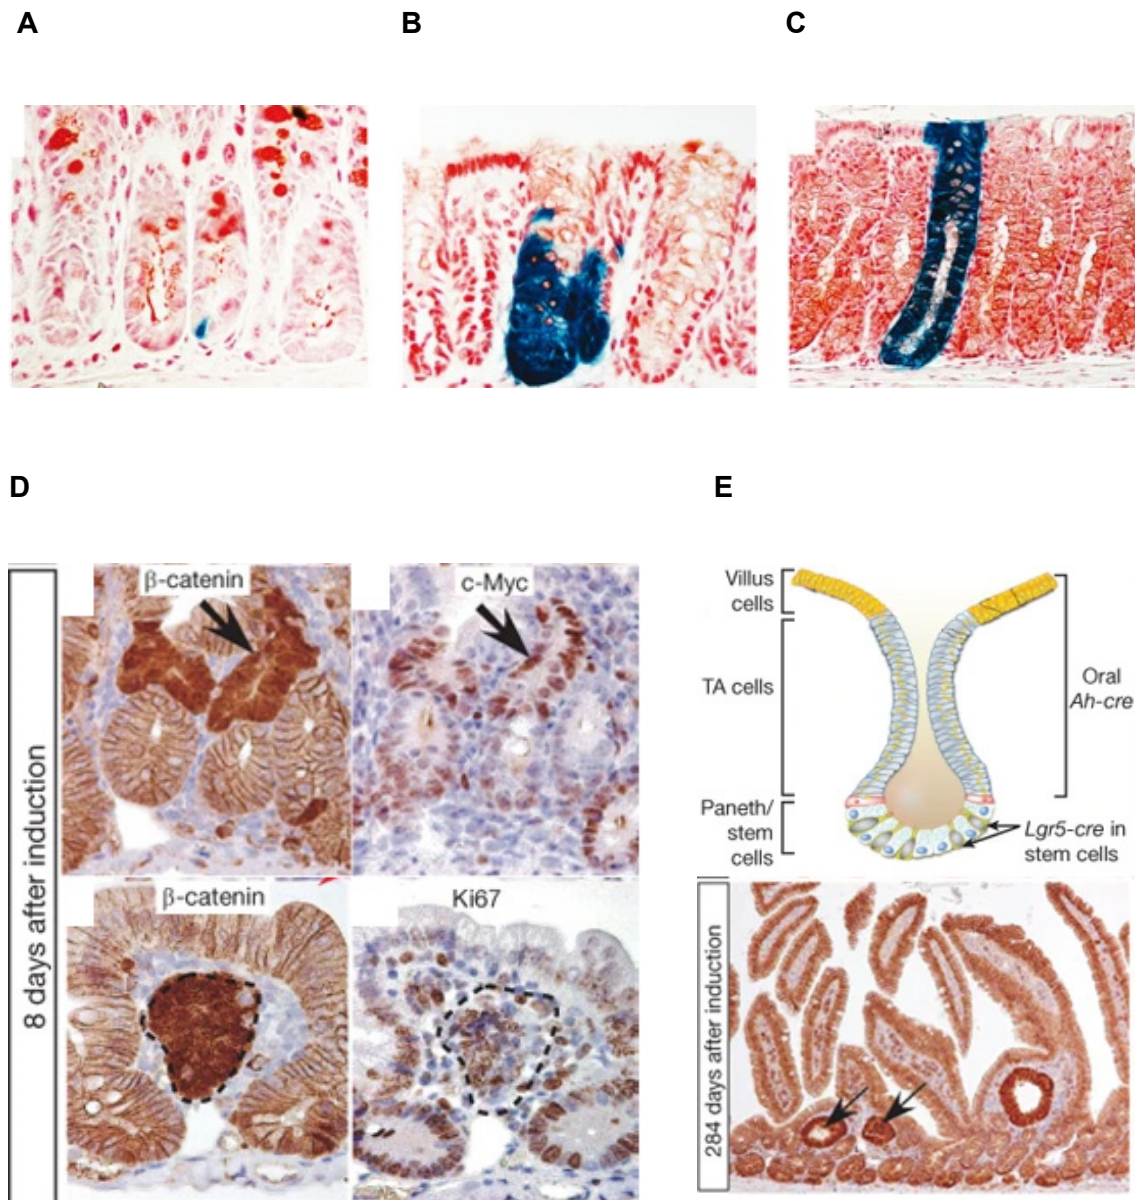 A
B
C
D
E
8 days after induction
β-catenin
c-Myc
β-catenin
Ki67
Villus
cells
TA cells
Paneth/
stem
cells
Oral
Ah-cre
Lgr5-cre in
stem cells
284 days after induction